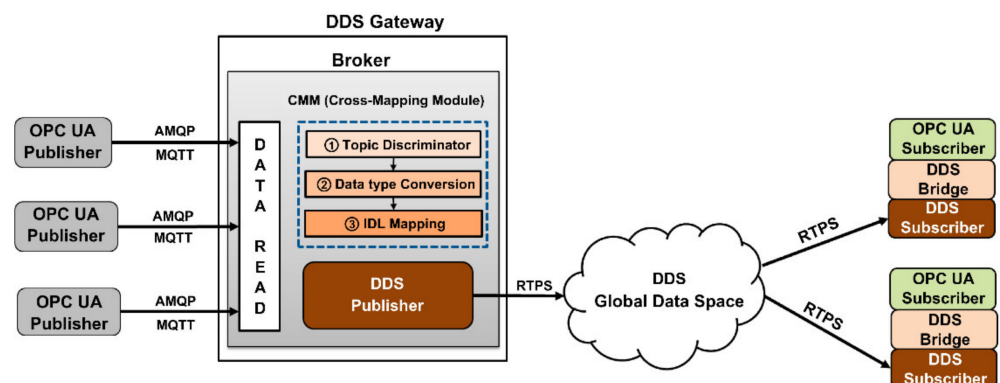 DDS Gateway
Broker
CMM (Cross-Mapping Module)
OPC UA
Publisher
AMQP
MQTT
OPC UA
Publisher
AMQP
MQTT
OPC UA
Publisher
AMQP
MQTT
DATA READ
① Topic Discriminator
② Data type Conversion
③ IDL Mapping
DDS
Publisher
RTPS
DDS
Global Data Space
RTPS
RTPS
OPC UA
Subscriber
DDS
Bridge
DDS
Subscriber
OPC UA
Subscriber
DDS
Bridge
DDS
Subscriber